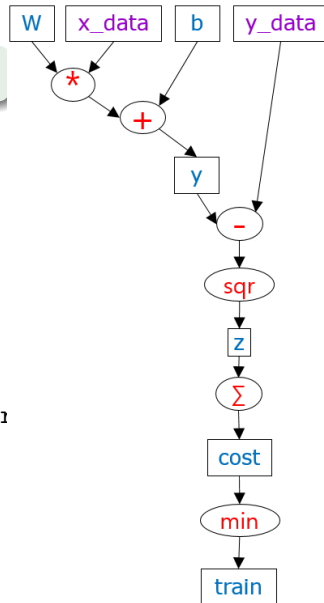 W x_data b y_data
*
+
y
-
sqr
z
∑
cost
min
train